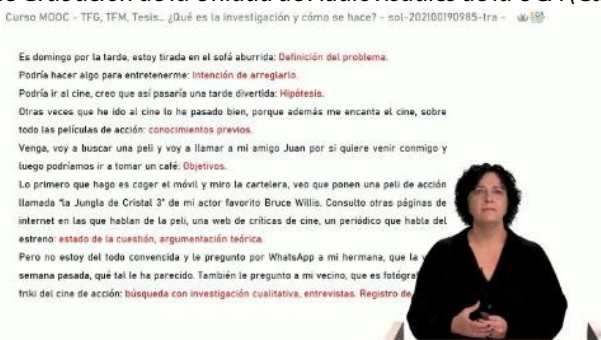 Curso MOOC - TFG, TFM, Tesis... ¿Qué es la investigación y cómo se hace? - sol-202100190985-tra -
Es domingo por la tarde, estoy tirada en el sofá aburrida: Definición del problema.
Podría hacer algo para entretenerme: Intención de arreglarlo.
Podría ir al cine, creo que así pasaría una tarde divertida: Hipótesis.
Otras veces que he ido al cine lo he pasado bien, porque además me encanta el cine, sobre
todo las películas de acción: conocimientos previos.
Venga, voy a buscar una peli y voy a llamar a mi amigo Juan por si quiere venir conmigo y
luego podríamos ir a tomar un café: Objetivos.
Lo primero que hago es coger el móvil y miro la cartelera, veo que ponen una peli de acción
llamada "la Jungla de Cristal 3" de mi actor favorito Bruce Willis. Consulto otras páginas de
internet en las que hablan de la peli, una web de críticas de cine, un periódico que habla del
estreno: estado de la cuestión, argumentación teórica.
Pero no estoy del todo convencida y le pregunto por WhatsApp a mi hermana, que la
semana pasada, qué tal le ha parecido. También le pregunto a mi vecino, que es
friki del cine de acción: búsqueda con investigación cualitativa, entrevistas. Registro de